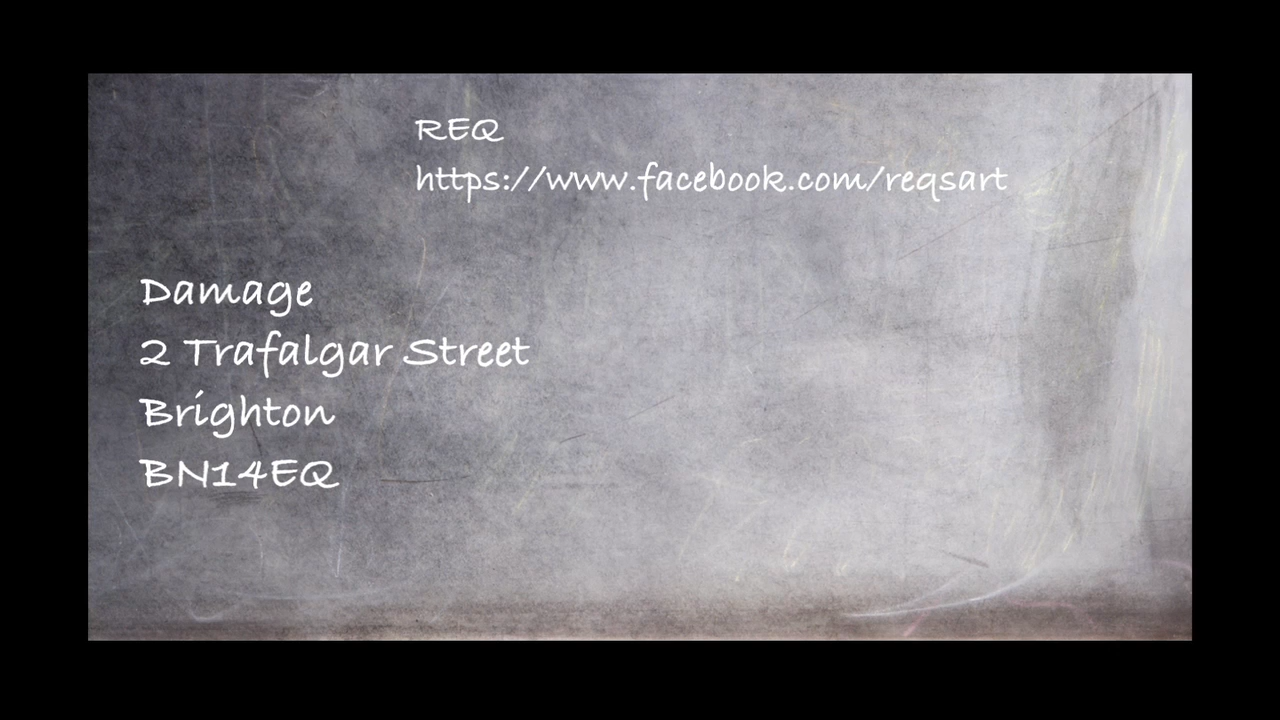 REQ
https://www.facebook.com/reqsart
Damage
2 Trafalgar Street
Brighton
BN14EQ